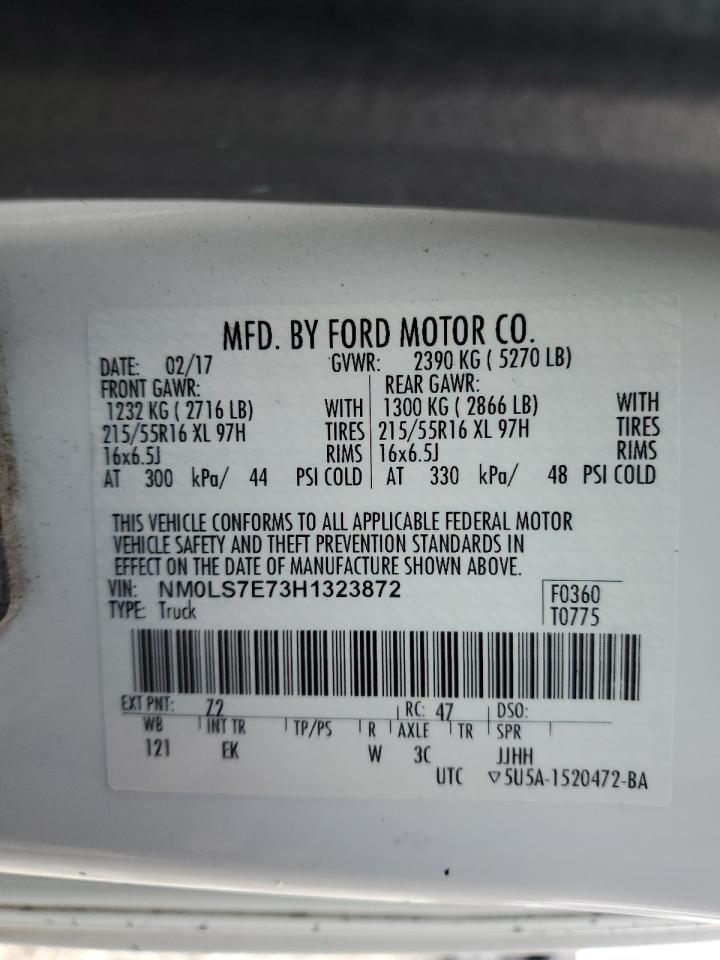 MFD. BY FORD MOTOR CO.
DATE: 02/17 GVWR: 2390 KG ( 5270 LB)
FRONT GAWR: REAR GAWR:
1232 KG ( 2716 LB) WITH 1300 KG ( 2866 LB) WITH
215/55R16 XL 97H TIRES 215/55R16 XL 97H TIRES
16x6.5J RIMS 16x6.5J RIMS
AT 300 kPa/ 44 PSI COLD AT 330 kPa/ 48 PSI COLD
THIS VEHICLE CONFORMS TO ALL APPLICABLE FEDERAL MOTOR
VEHICLE SAFETY AND THEFT PREVENTION STANDARDS IN
EFFECT ON THE DATE OF MANUFACTURE SHOWN ABOVE.
VIN: NM0LS7E73H1323872 F0360
TYPE: Truck T0775
EXT PNT: Z2 RC: 47 DSO:
WB INT TR TP/PS R AXLE TR SPR
121 EK W 3C JJHH
UTC ▽5U5A-1520472-BA